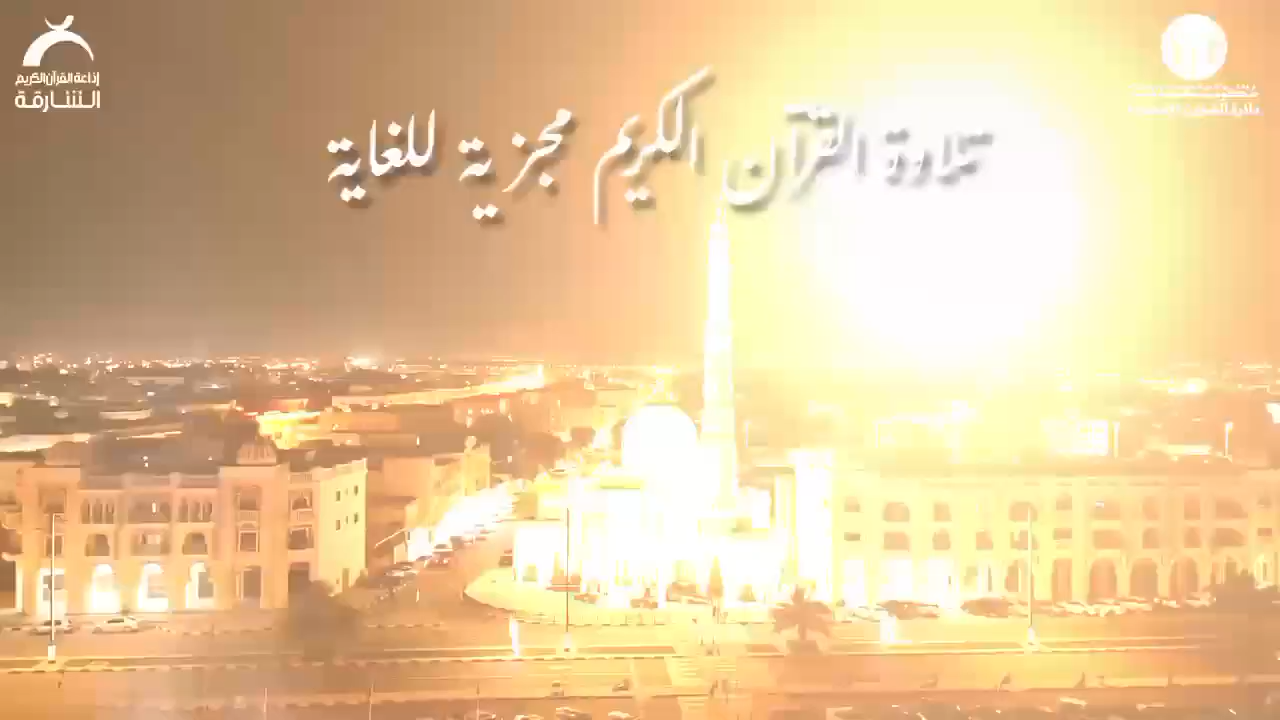 تلاوة القرآن الكريم مجزية للغاية
إذاعة القرآن الكريم
الشارقة